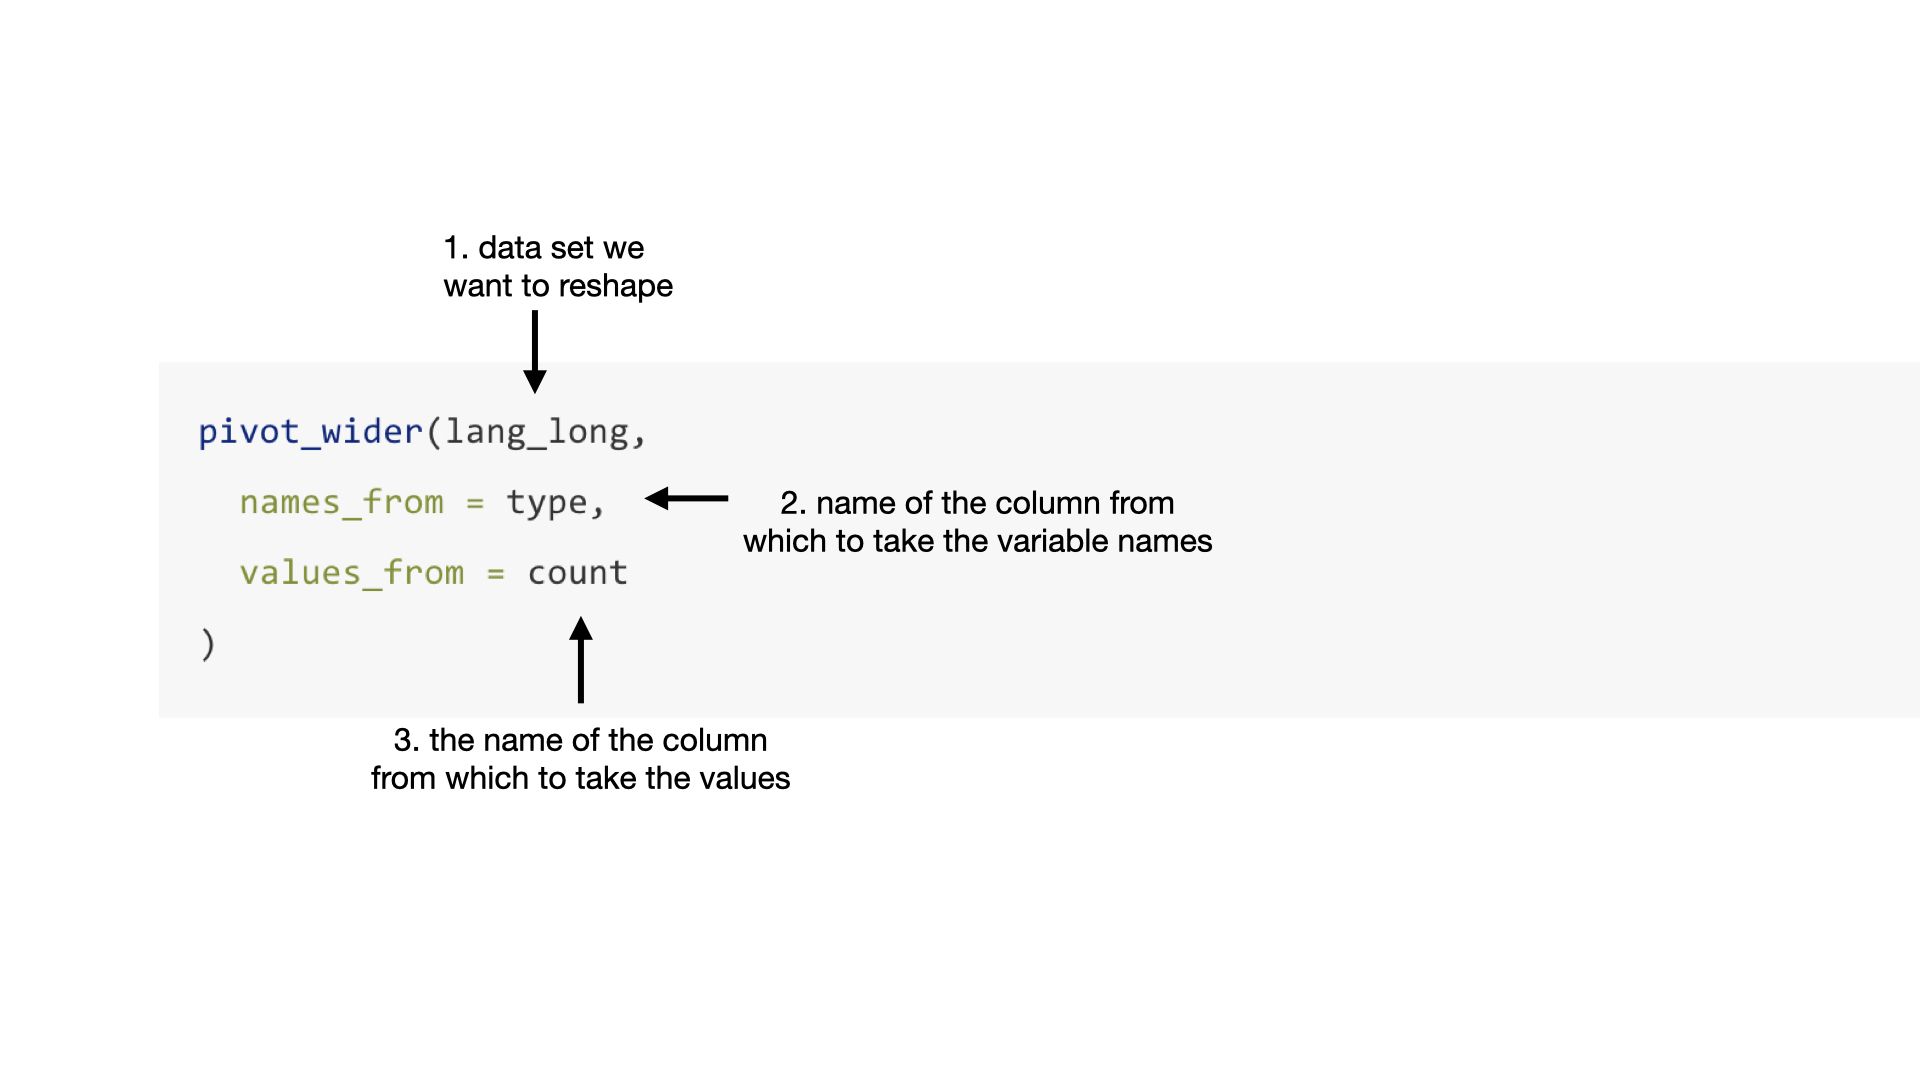 1. data set we
want to reshape
pivot_wider(lang_long,
names_from = type,
2. name of the column from
which to take the variable names
values_from = count
)
3. the name of the column
from which to take the values